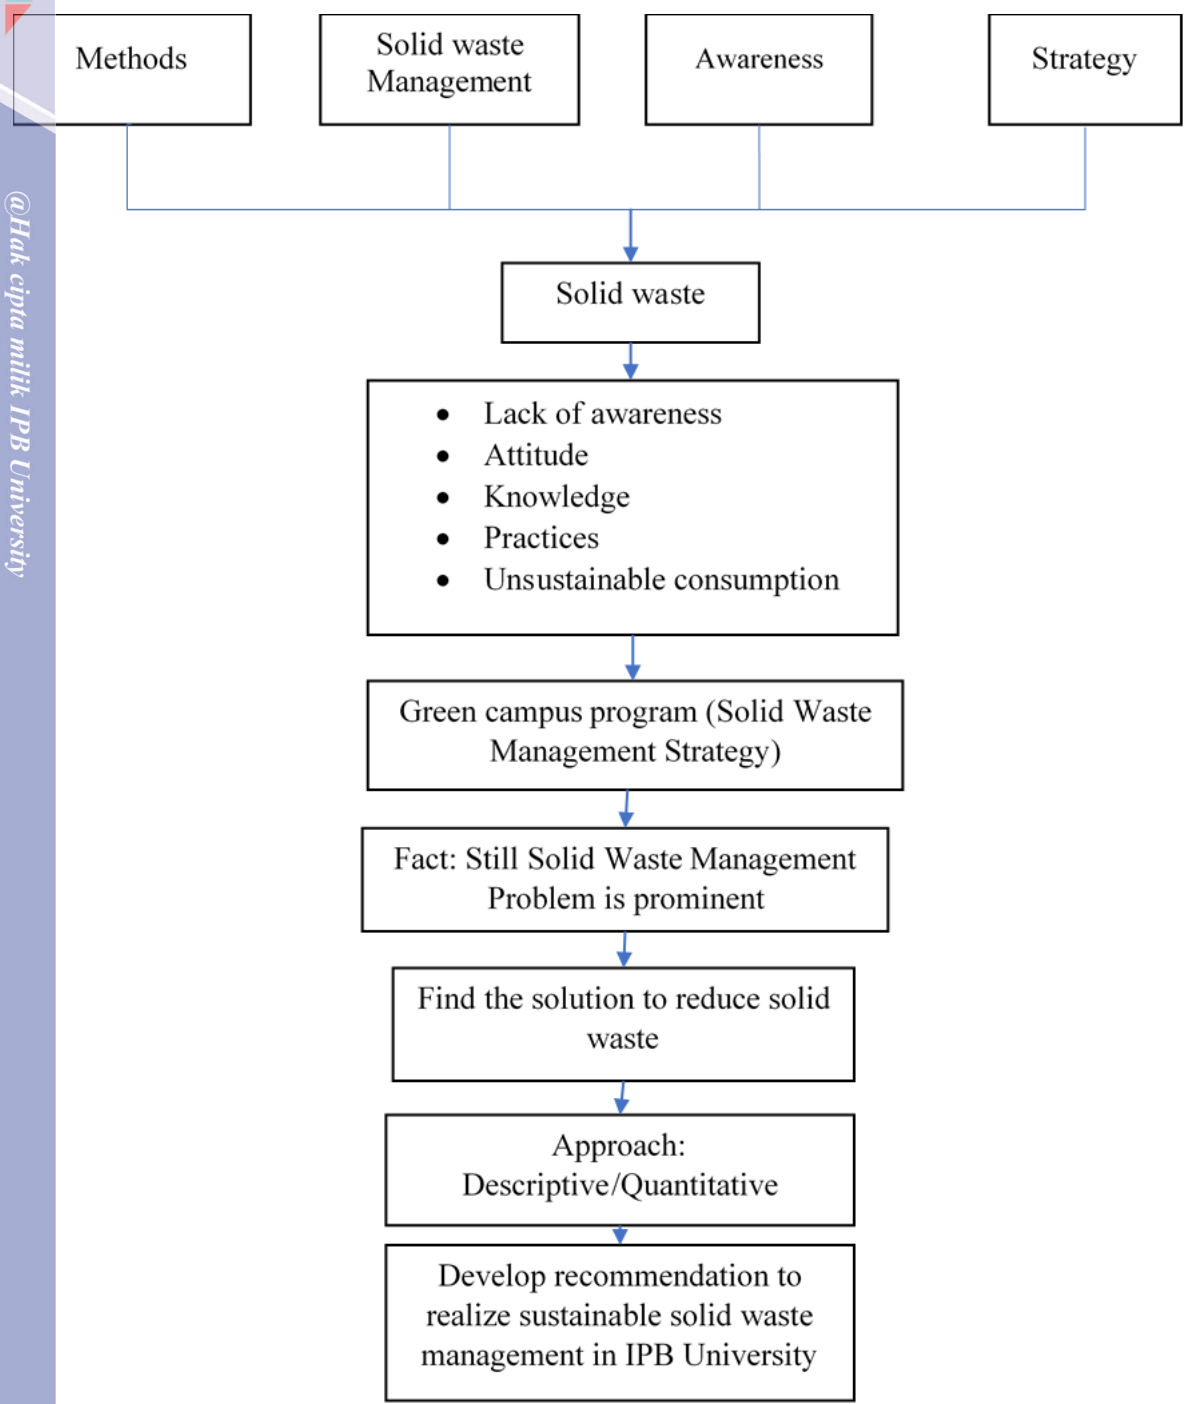 Methods
Solid waste
Management
Awareness
Strategy
Solid waste
• Lack of awareness
• Attitude
• Knowledge
• Practices
• Unsustainable consumption
Green campus program (Solid Waste
Management Strategy)
Fact: Still Solid Waste Management
Problem is prominent
Find the solution to reduce solid
waste
Approach:
Descriptive/Quantitative
Develop recommendation to
realize sustainable solid waste
management in IPB University
@Hak cipta milik IPB University